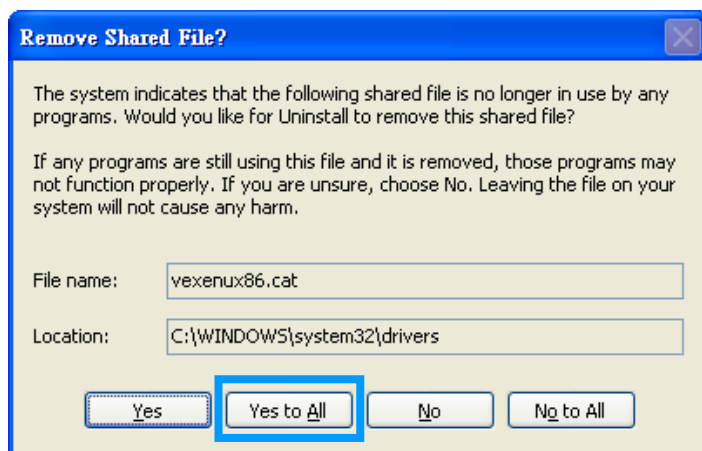 Remove Shared File?
The system indicates that the following shared file is no longer in use by any
programs. Would you like for Uninstall to remove this shared file?
If any programs are still using this file and it is removed, those programs may
not function properly. If you are unsure, choose No. Leaving the file on your
system will not cause any harm.
File name: vexenux86.cat
Location: C:\WINDOWS\system32\drivers
Yes Yes to All No No to All